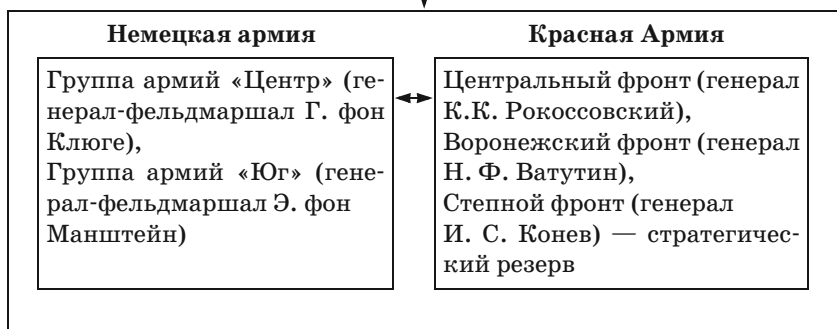 Немецкая армия
Красная Армия
Группа армий «Центр» (ге-
нерал-фельдмаршал Г. фон
Клюге),
Группа армий «Юг» (гене-
рал-фельдмаршал Э. фон
Манштейн)
Центральный фронт (генерал
К.К. Рокоссовский),
Воронежский фронт (генерал
Н. Ф. Ватутин),
Степной фронт (генерал
И. С. Конев) — стратегичес-
кий резерв